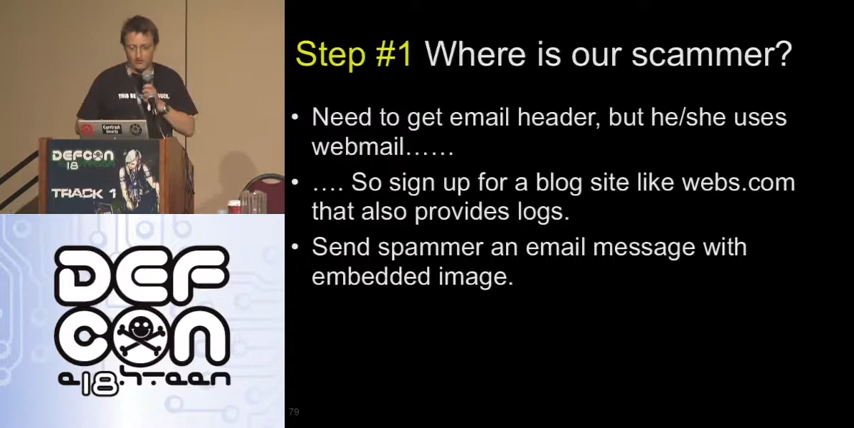 Step #1 Where is our scammer?
• Need to get email header, but he/she uses
webmail……
• …. So sign up for a blog site like webs.com
that also provides logs.
• Send spammer an email message with
embedded image.
79
DEFCON
18
TRACK 1
DEF
CON
e18hteen